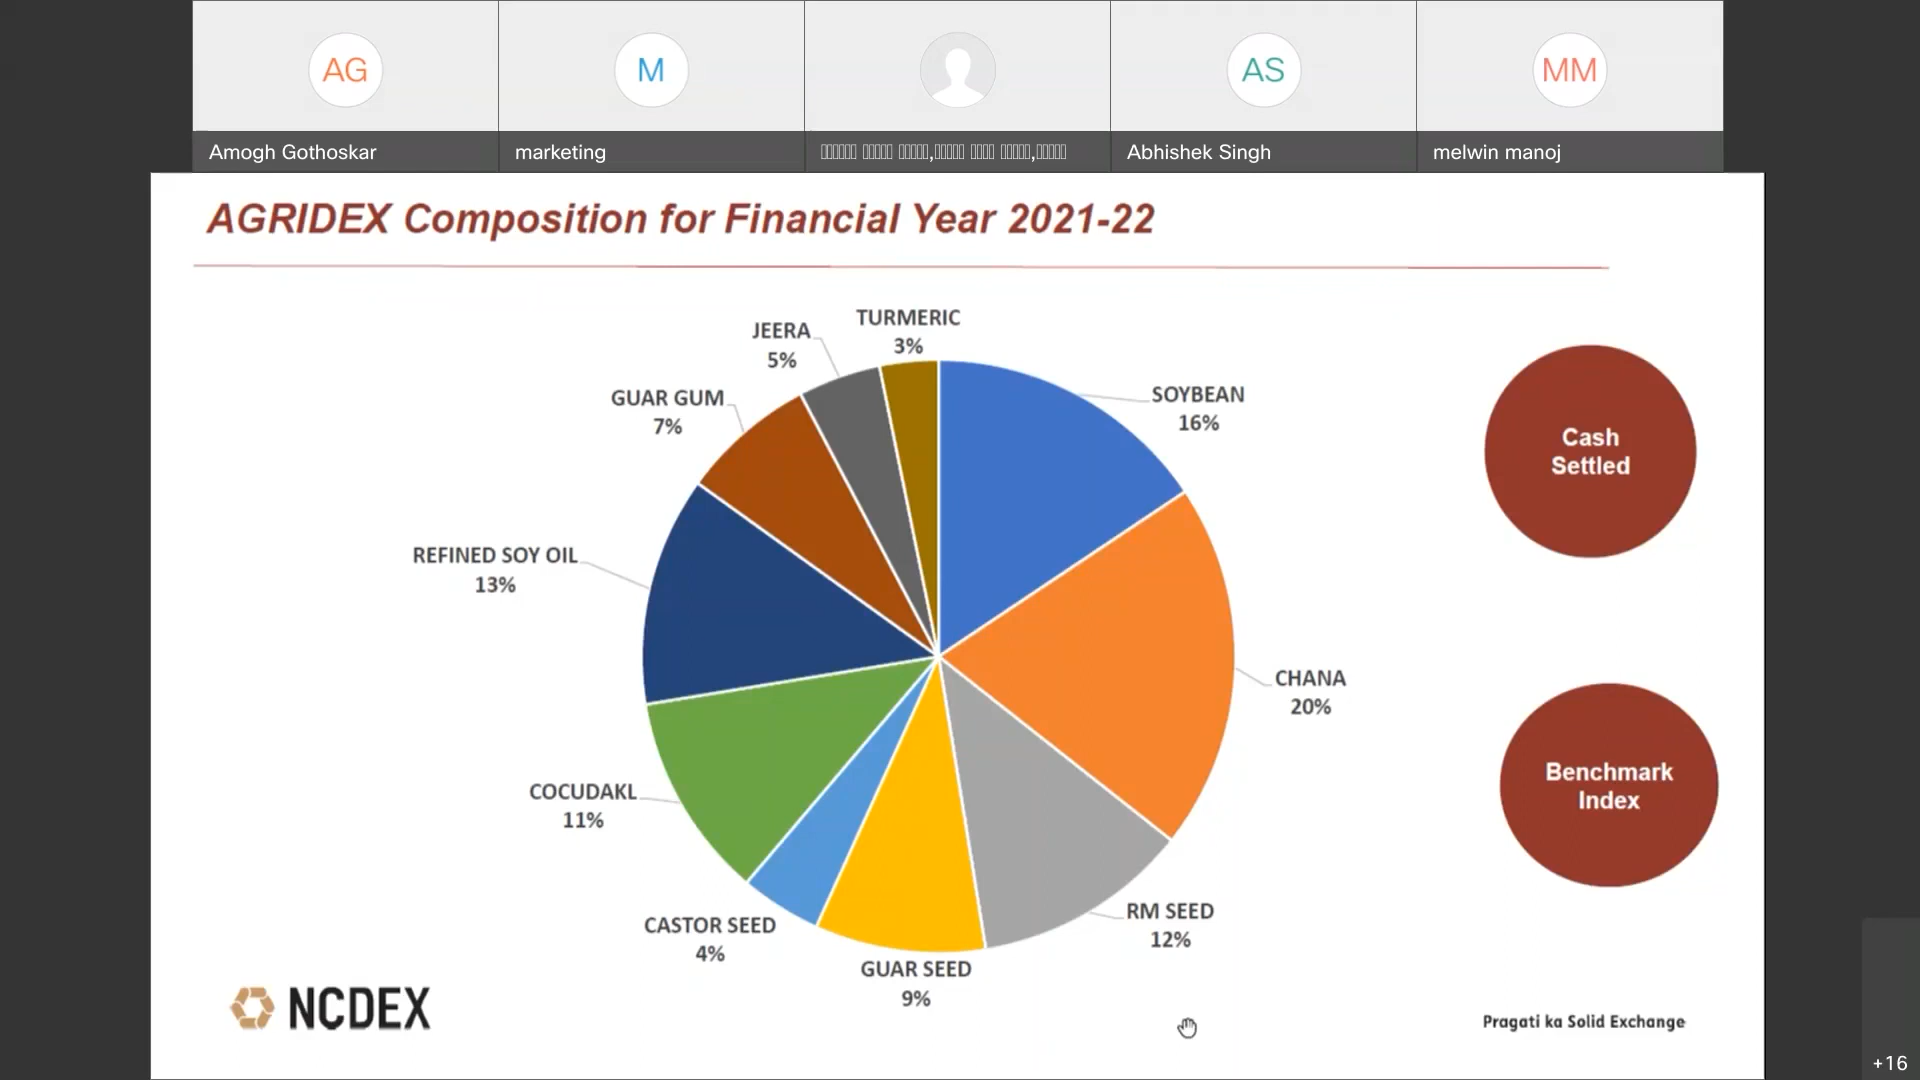 AG
M
AS
MM
Amogh Gothoskar
marketing
Abhishek Singh
melwin manoj
AGRIDEX Composition for Financial Year 2021-22
TURMERIC
3%
JEERA
5%
SOYBEAN
16%
GUAR GUM
7%
Cash
Settled
REFINED SOY OIL
13%
CHANA
20%
Benchmark
Index
COCUDAKL
11%
RM SEED
12%
CASTOR SEED
4%
GUAR SEED
9%
NCDEX
Pragati ka Solid Exchange
+16